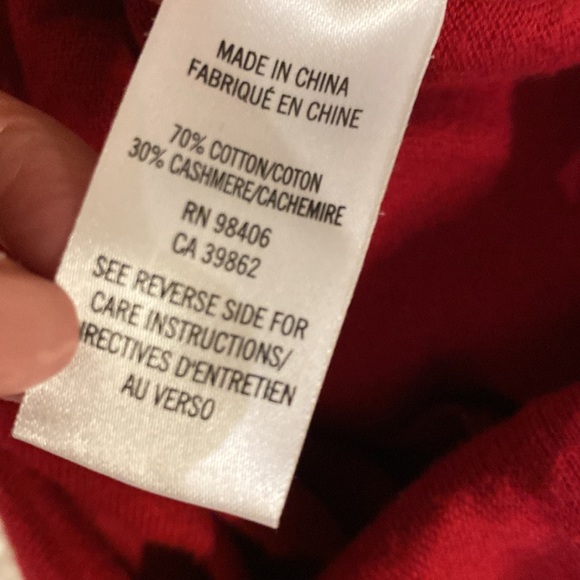 MADE IN CHINA
FABRIQUÉ EN CHINE
70% COTTON/COTON
30% CASHMERE/CACHEMIRE
RN 98406
CA 39862
SEE REVERSE SIDE FOR
CARE INSTRUCTIONS/
IRECTIVES D'ENTRETIEN
AU VERSO